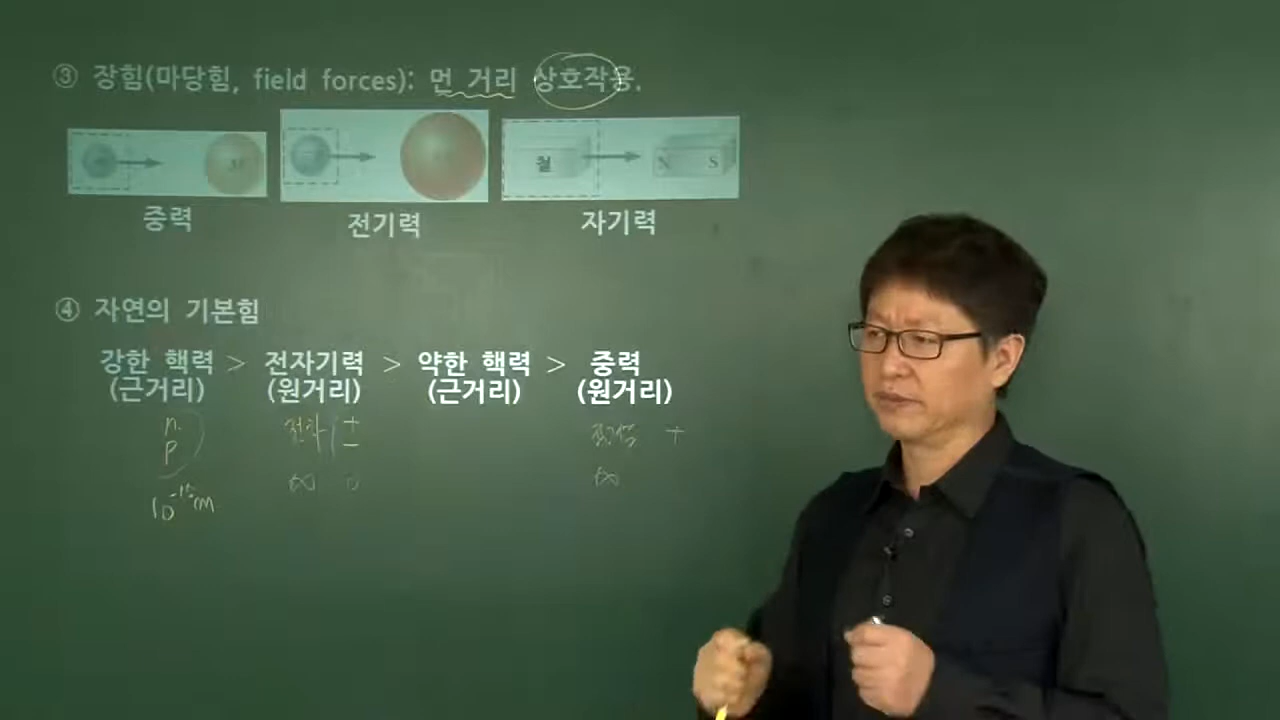 ③ 장힘(마당힘, field forces): 먼 거리 상호작용.
철 N S
중력 전기력 자기력
④ 자연의 기본힘
강한 핵력 > 전자기력 > 약한 핵력 > 중력
(근거리) (원거리) (근거리) (원거리)
n 전하 + +
p −
∞ 0 ∞
10⁻¹⁵m